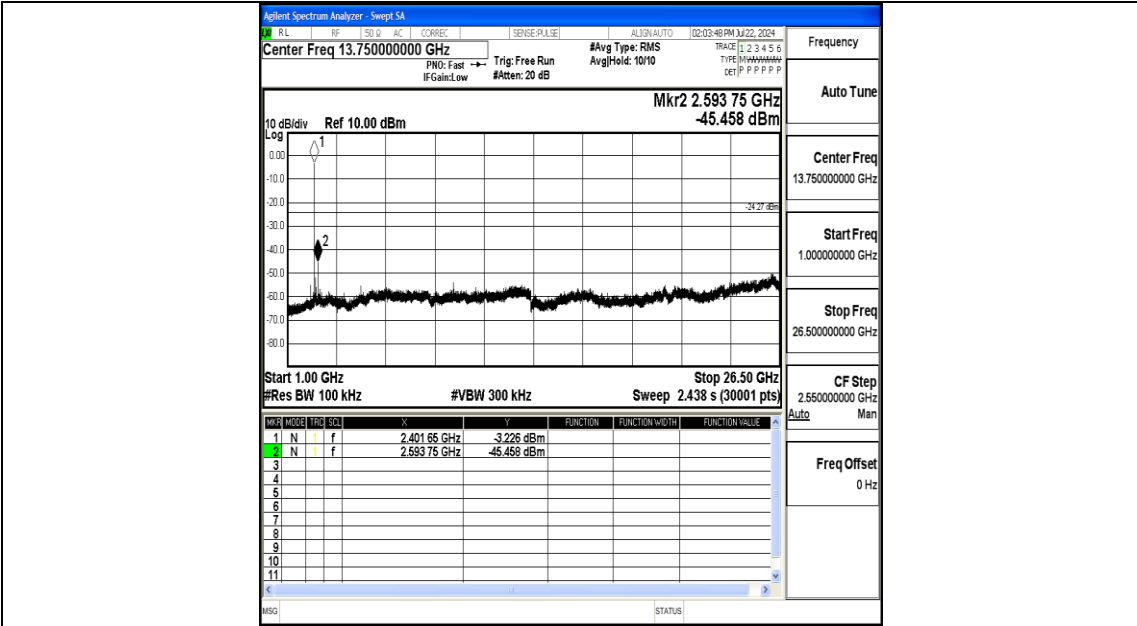 Agilent Spectrum Analyzer - Swept SA
RL RF 50 Ω AC CORREC SENSE:PULSE ALIGN AUTO 02:03:48 PM Jul 22, 2024
Center Freq 13.750000000 GHz
PNO: Fast
IFGain:Low
Trig: Free Run
#Atten: 20 dB
#Avg Type: RMS
Avg|Hold: 10/10
TRACE 1 2 3 4 5 6
TYPE
DET P P P P P P
Mkr2 2.593 75 GHz
-45.458 dBm
10 dB/div Ref 10.00 dBm
Log
0.00
-10.0
-20.0
-30.0
-40.0
-50.0
-60.0
-70.0
-80.0
1
2
-24.27 dBm
Start 1.00 GHz Stop 26.50 GHz
#Res BW 100 kHz #VBW 300 kHz Sweep 2.438 s (30001 pts)
MKR MODE TRC SCL X Y FUNCTION FUNCTION WIDTH FUNCTION VALUE
1 N 1 f 2.401 65 GHz -3.226 dBm
2 N 1 f 2.593 75 GHz -45.458 dBm
3
4
5
6
7
8
9
10
11
MSG STATUS
Frequency
Auto Tune
Center Freq
13.750000000 GHz
Start Freq
1.000000000 GHz
Stop Freq
26.500000000 GHz
CF Step
2.550000000 GHz
Auto Man
Freq Offset
0 Hz